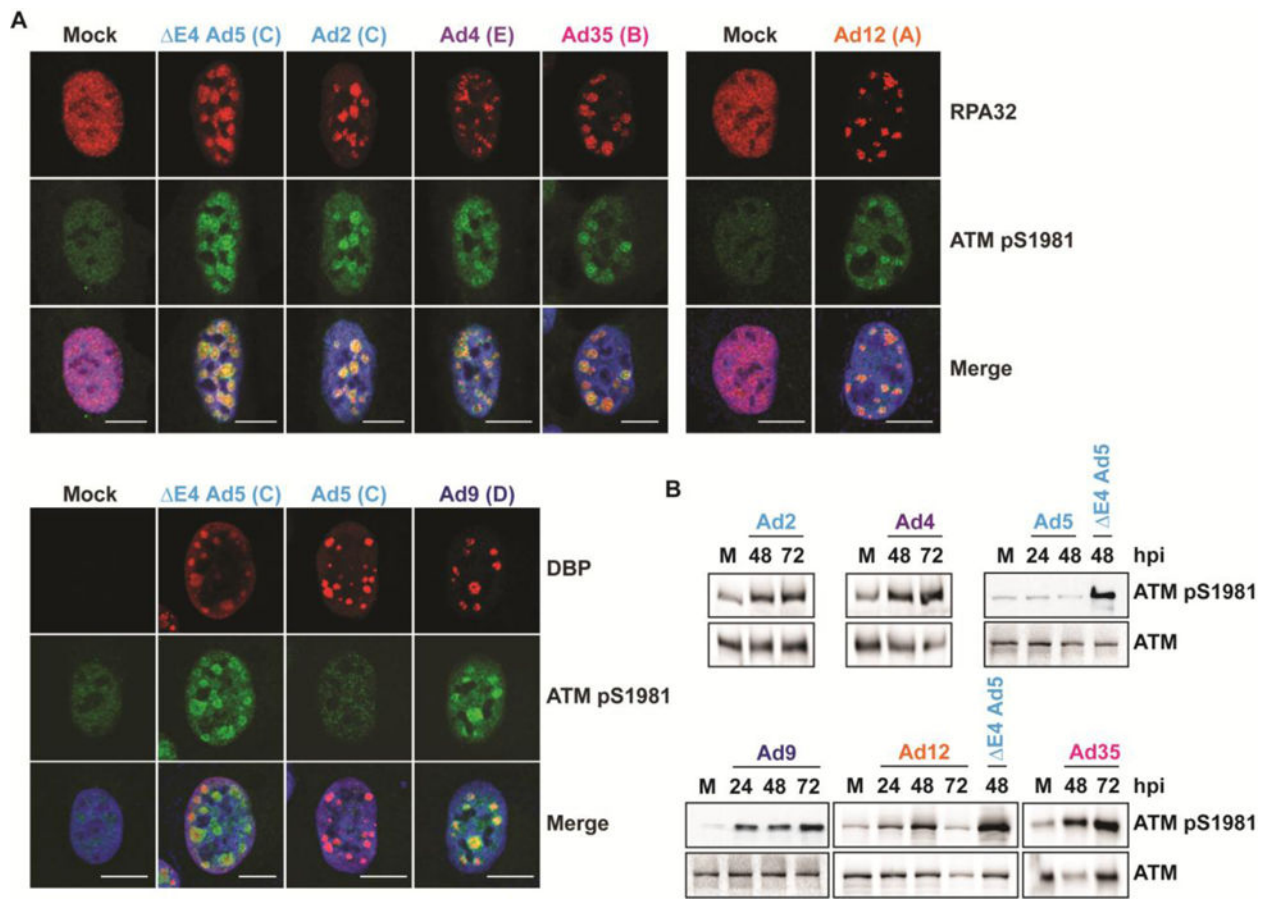 A
Mock ΔE4 Ad5 (C) Ad2 (C) Ad4 (E) Ad35 (B) Mock Ad12 (A)
RPA32
ATM pS1981
Merge
Mock ΔE4 Ad5 (C) Ad5 (C) Ad9 (D)
DBP
ATM pS1981
Merge
B
Ad2 Ad4 Ad5 ΔE4 Ad5
M 48 72 M 48 72 M 24 48 48 hpi
ATM pS1981
ATM
Ad9 Ad12 ΔE4 Ad5 Ad35
M 24 48 72 M 24 48 72 48 M 48 72 hpi
ATM pS1981
ATM